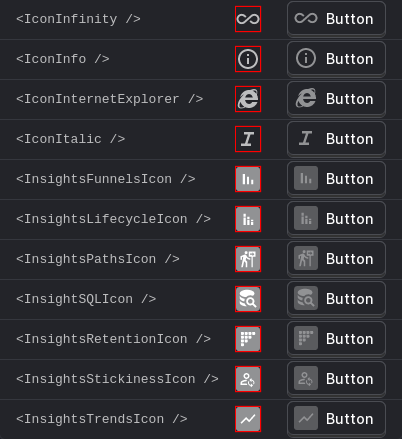 <IconInfinity /> Button
<IconInfo /> Button
<IconInternetExplorer /> Button
<IconItalic /> Button
<InsightsFunnelsIcon /> Button
<InsightsLifecycleIcon /> Button
<InsightsPathsIcon /> Button
<InsightSQLIcon /> Button
<InsightsRetentionIcon /> Button
<InsightsStickinessIcon /> Button
<InsightsTrendsIcon /> Button